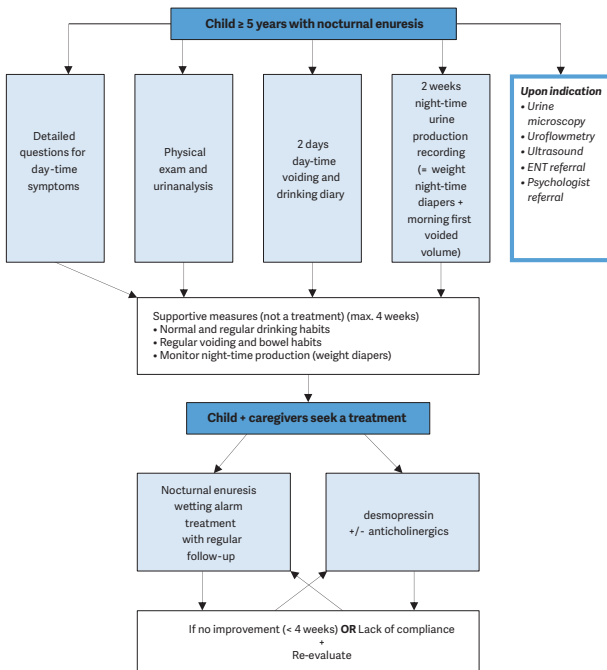 Child ≥ 5 years with nocturnal enuresis
Detailed
questions for
day-time
symptoms
Physical
exam and
urinanalysis
2 days
day-time
voiding and
drinking diary
2 weeks
night-time
urine
production
recording
(= weight
night-time
diapers +
morning first
voided
volume)
Upon indication
• Urine
microscopy
• Uroflowmetry
• Ultrasound
• ENT referral
• Psychologist
referral
Supportive measures (not a treatment) (max. 4 weeks)
• Normal and regular drinking habits
• Regular voiding and bowel habits
• Monitor night-time production (weight diapers)
Child + caregivers seek a treatment
Nocturnal enuresis
wetting alarm
treatment
with regular
follow-up
desmopressin
+/- anticholinergics
If no improvement (< 4 weeks) OR Lack of compliance
+
Re-evaluate